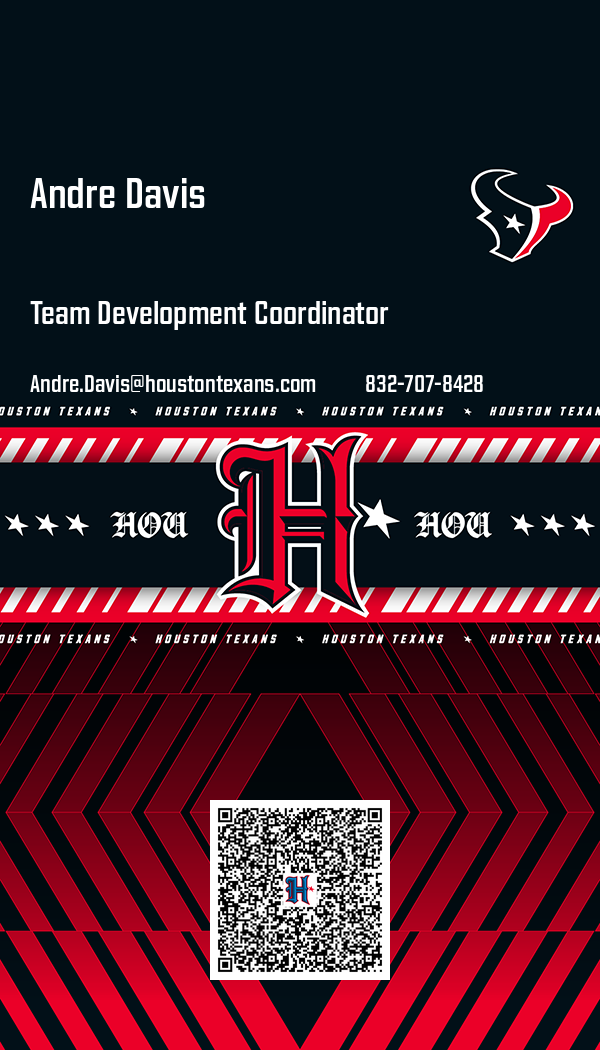 Andre Davis
Team Development Coordinator
Andre.Davis@houstontexans.com 832-707-8428
HOUSTON TEXANS HOUSTON TEXANS HOUSTON TEXANS HOUSTON TEXANS
HOU H HOU
HOUSTON TEXANS HOUSTON TEXANS HOUSTON TEXANS HOUSTON TEXANS
H